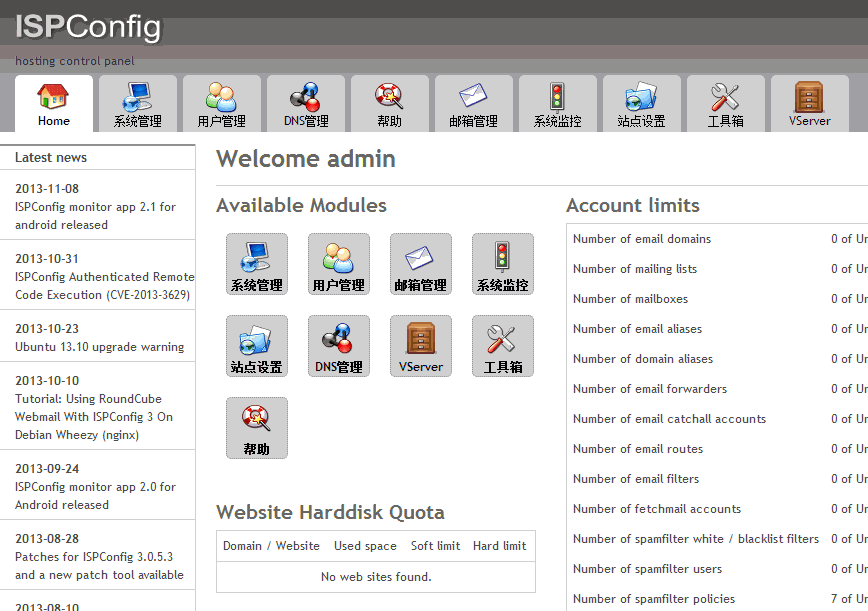 ISPConfig
hosting control panel
Home
系统管理
用户管理
DNS管理
帮助
邮箱管理
系统监控
站点设置
工具箱
VServer
Latest news
2013-11-08
ISPConfig monitor app 2.1 for
android released
2013-10-31
ISPConfig Authenticated Remote
Code Execution (CVE-2013-3629)
2013-10-23
Ubuntu 13.10 upgrade warning
2013-10-10
Tutorial: Using RoundCube
Webmail With ISPConfig 3 On
Debian Wheezy (nginx)
2013-09-24
ISPConfig monitor app 2.0 for
Android released
2013-08-28
Patches for ISPConfig 3.0.5.3
and a new patch tool available
2013-08-10
Welcome admin
Available Modules
系统管理
用户管理
邮箱管理
系统监控
站点设置
DNS管理
VServer
工具箱
帮助
Website Harddisk Quota
Domain / Website Used space Soft limit Hard limit
No web sites found.
Account limits
Number of email domains 0 of Ur
Number of mailing lists 0 of Ur
Number of mailboxes 0 of Ur
Number of email aliases 0 of Ur
Number of domain aliases 0 of Ur
Number of email forwarders 0 of Ur
Number of email catchall accounts 0 of Ur
Number of email routes 0 of Ur
Number of email filters 0 of Ur
Number of fetchmail accounts 0 of Ur
Number of spamfilter white / blacklist filters 0 of Ur
Number of spamfilter users 0 of Ur
Number of spamfilter policies 7 of Ur